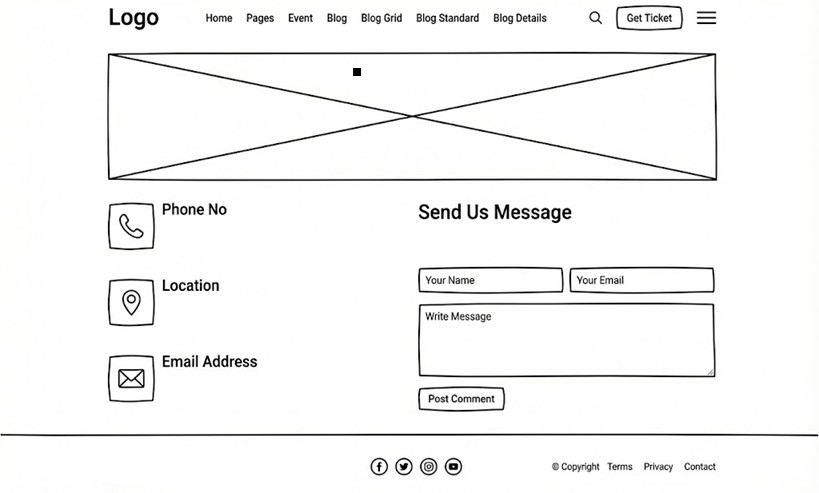 Logo
Home Pages Event Blog Blog Grid Blog Standard Blog Details
Get Ticket
Phone No
Location
Email Address
Send Us Message
Your Name
Your Email
Write Message
Post Comment
© Copyright Terms Privacy Contact